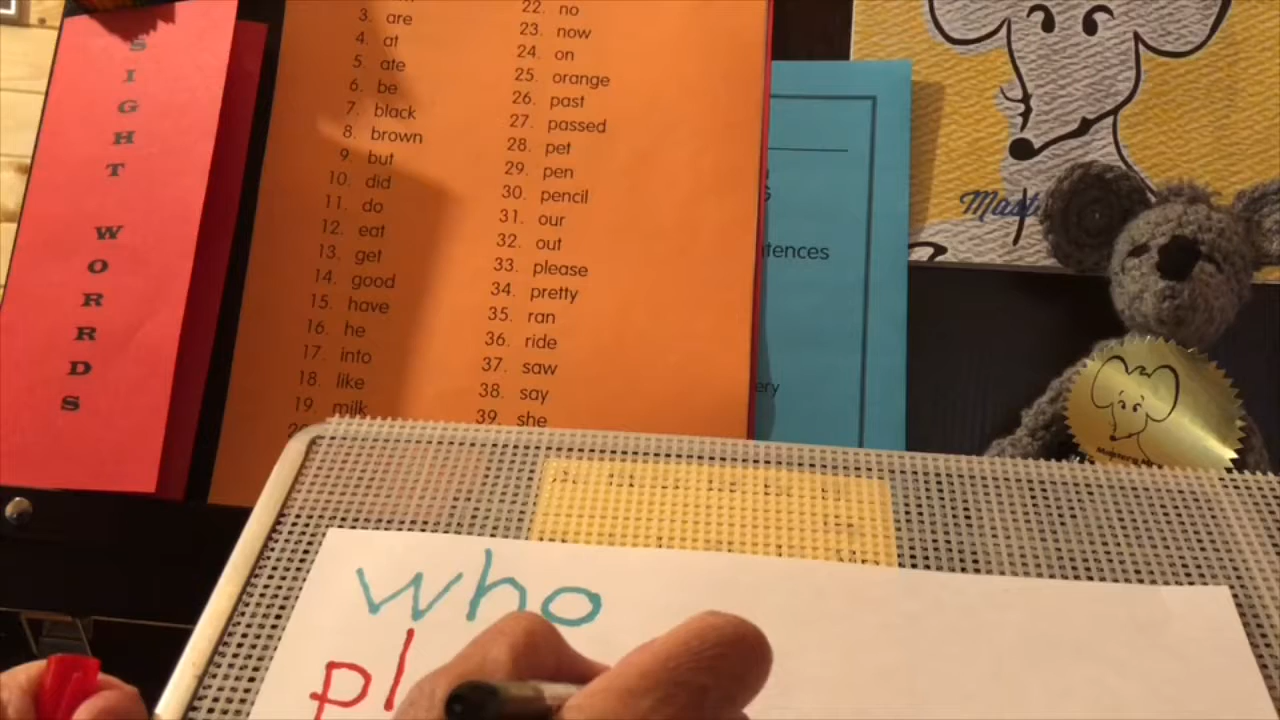 SIGHT WORDS
3. are
4. at
5. ate
6. be
7. black
8. brown
9. but
10. did
11. do
12. eat
13. get
14. good
15. have
16. he
17. into
18. like
19. milk
22. no
23. now
24. on
25. orange
26. past
27. passed
28. pet
29. pen
30. pencil
31. our
32. out
33. please
34. pretty
35. ran
36. ride
37. saw
38. say
39. she
tences
ery
Mast
who
pl